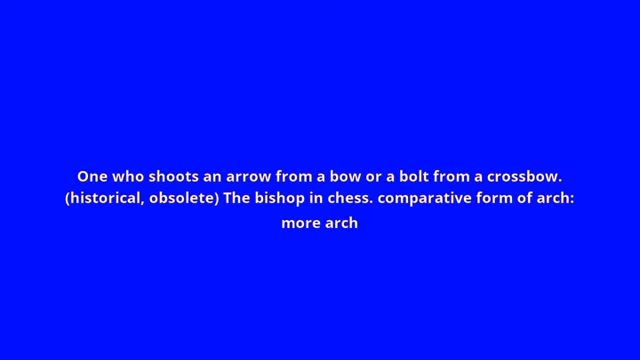 One who shoots an arrow from a bow or a bolt from a crossbow.
(historical, obsolete) The bishop in chess. comparative form of arch:
more arch